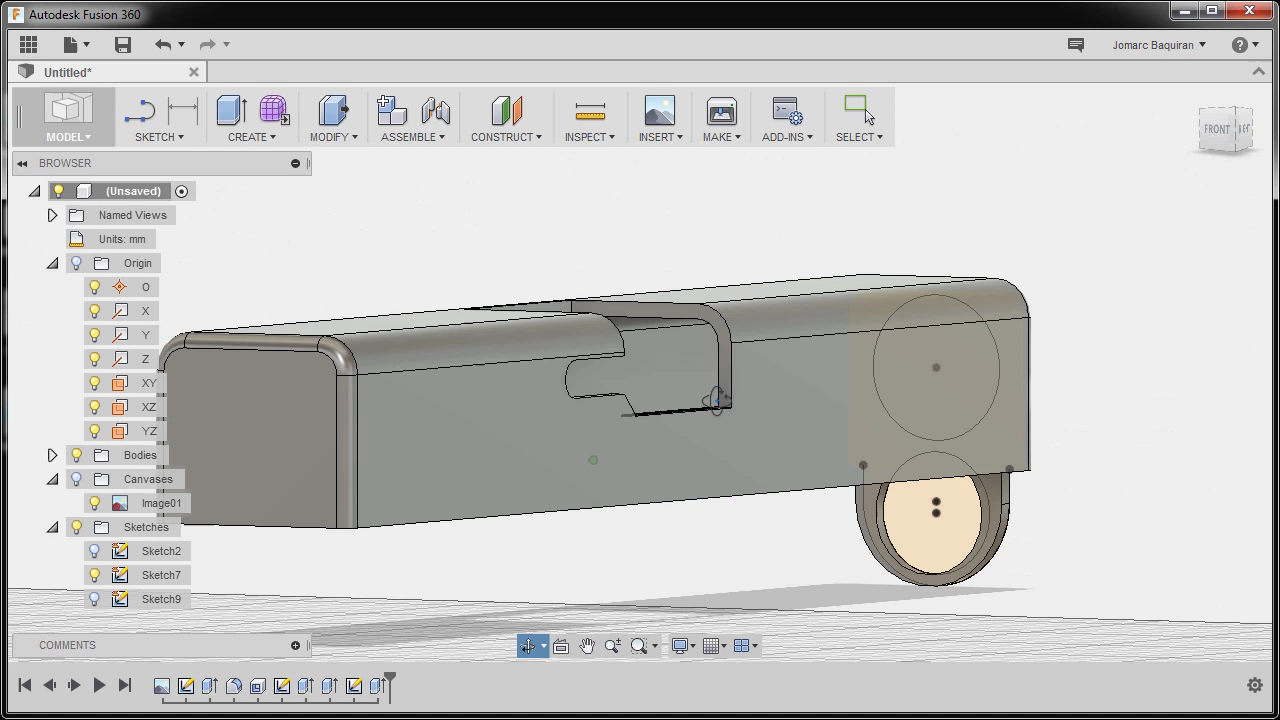 Autodesk Fusion 360
Jomarc Baquiran
Untitled*
MODEL
SKETCH
CREATE
MODIFY
ASSEMBLE
CONSTRUCT
INSPECT
INSERT
MAKE
ADD-INS
SELECT
FRONT
BROWSER
(Unsaved)
Named Views
Units: mm
Origin
O
X
Y
Z
XY
XZ
YZ
Bodies
Canvases
Image01
Sketches
Sketch2
Sketch7
Sketch9
COMMENTS